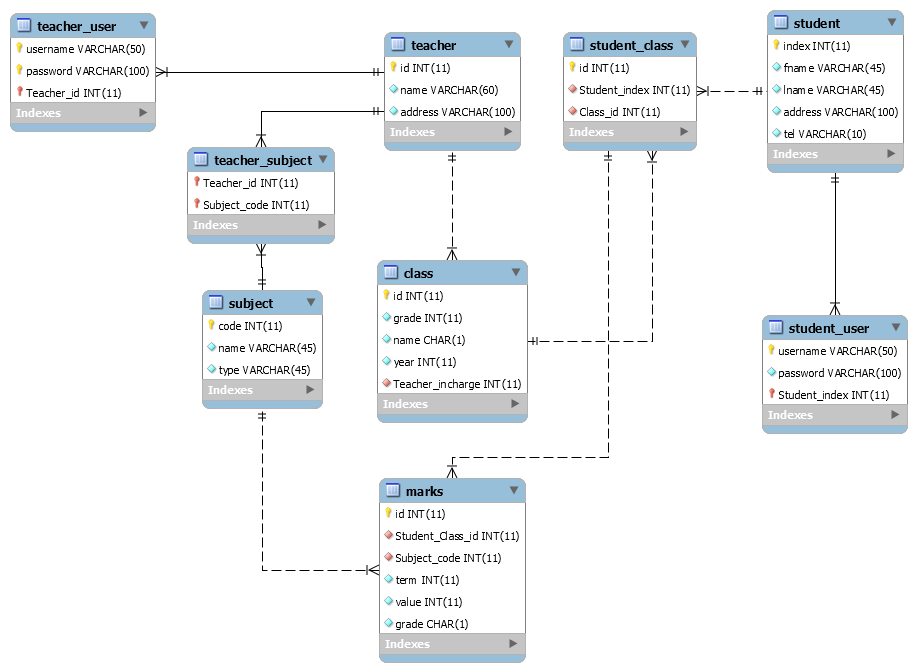 teacher_user
username VARCHAR(50)
password VARCHAR(100)
Teacher_id INT(11)
Indexes
teacher
id INT(11)
name VARCHAR(60)
address VARCHAR(100)
Indexes
student_class
id INT(11)
Student_index INT(11)
Class_id INT(11)
Indexes
student
index INT(11)
fname VARCHAR(45)
lname VARCHAR(45)
address VARCHAR(100)
tel VARCHAR(10)
Indexes
teacher_subject
Teacher_id INT(11)
Subject_code INT(11)
Indexes
subject
code INT(11)
name VARCHAR(45)
type VARCHAR(45)
Indexes
class
id INT(11)
grade INT(11)
name CHAR(1)
year INT(11)
Teacher_incharge INT(11)
Indexes
student_user
username VARCHAR(50)
password VARCHAR(100)
Student_index INT(11)
Indexes
marks
id INT(11)
Student_Class_id INT(11)
Subject_code INT(11)
term INT(11)
value INT(11)
grade CHAR(1)
Indexes